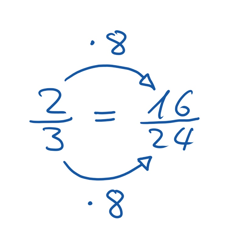 · 8
2/3 = 16/24
· 8